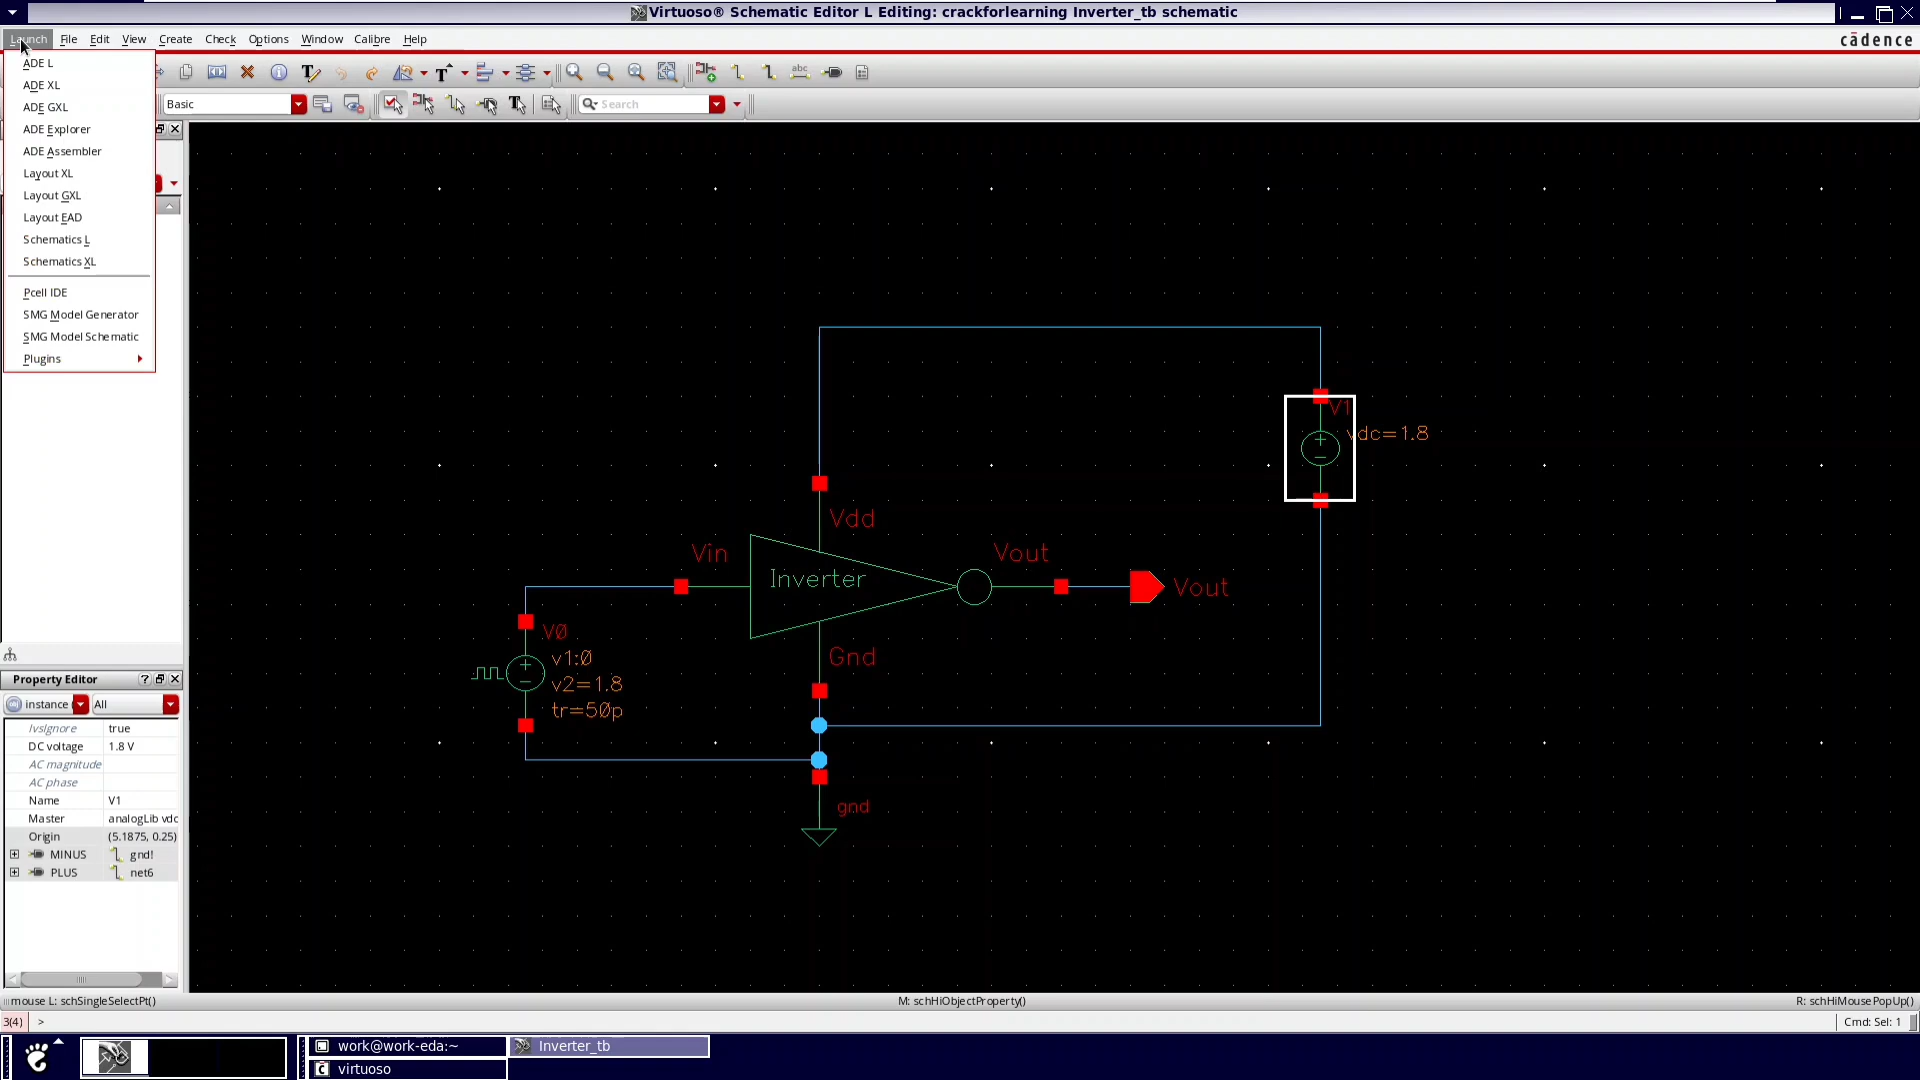 Virtuoso® Schematic Editor L Editing: crackforlearning Inverter_tb schematic
Launch File Edit View Create Check Options Window Calibre Help
cādence
ADE L
ADE XL
ADE GXL
ADE Explorer
ADE Assembler
Layout XL
Layout GXL
Layout EAD
Schematics L
Schematics XL
Pcell IDE
SMG Model Generator
SMG Model Schematic
Plugins
abc
Basic
Search
V1
vdc=1.8
Vdd
Vin
Vout
Inverter
Vout
V0
v1:0
v2=1.8
tr=50p
Gnd
gnd
Property Editor
instance All
lvsIgnore true
DC voltage 1.8 V
AC magnitude
AC phase
Name V1
Master analogLib vdc
Origin (5.1875, 0.25)
MINUS gnd!
PLUS net6
mouse L: schSingleSelectPt() M: schHiObjectProperty() R: schHiMousePopUp()
3(4) > Cmd: Sel: 1
work@work-eda:~ Inverter_tb
virtuoso